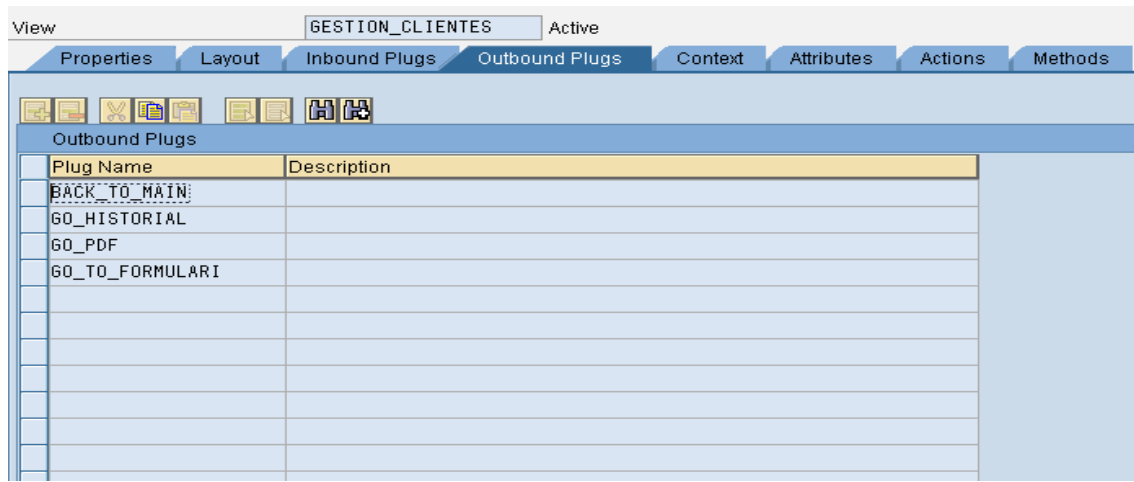 View GESTION_CLIENTES Active
Properties Layout Inbound Plugs Outbound Plugs Context Attributes Actions Methods
Outbound Plugs
Plug Name Description
BACK_TO_MAIN
GO_HISTORIAL
GO_PDF
GO_TO_FORMULARI